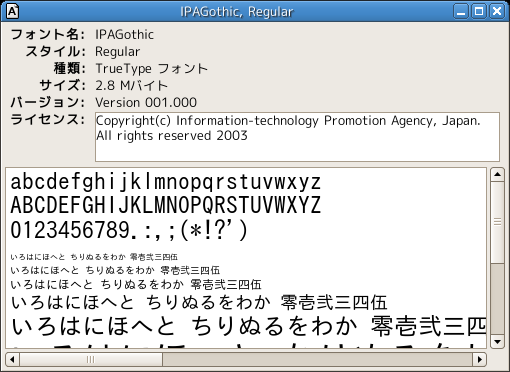 IPAGothic, Regular
フォント名: IPAGothic
スタイル: Regular
種類: TrueType フォント
サイズ: 2.8 Mバイト
バージョン: Version 001.000
ライセンス: Copyright(c) Information-technology Promotion Agency, Japan.
All rights reserved 2003
abcdefghijklmnopqrstuvwxyz
ABCDEFGHIJKLMNOPQRSTUVWXYZ
0123456789.:,;(*!?')
いろはにほへと ちりぬるをわか 零壱弐三四伍
いろはにほへと ちりぬるをわか 零壱弐三四伍
いろはにほへと ちりぬるをわか 零壱弐三四伍
いろはにほへと ちりぬるをわか 零壱弐三四伍
いろはにほへと ちりぬるをわか 零壱弐三四伍